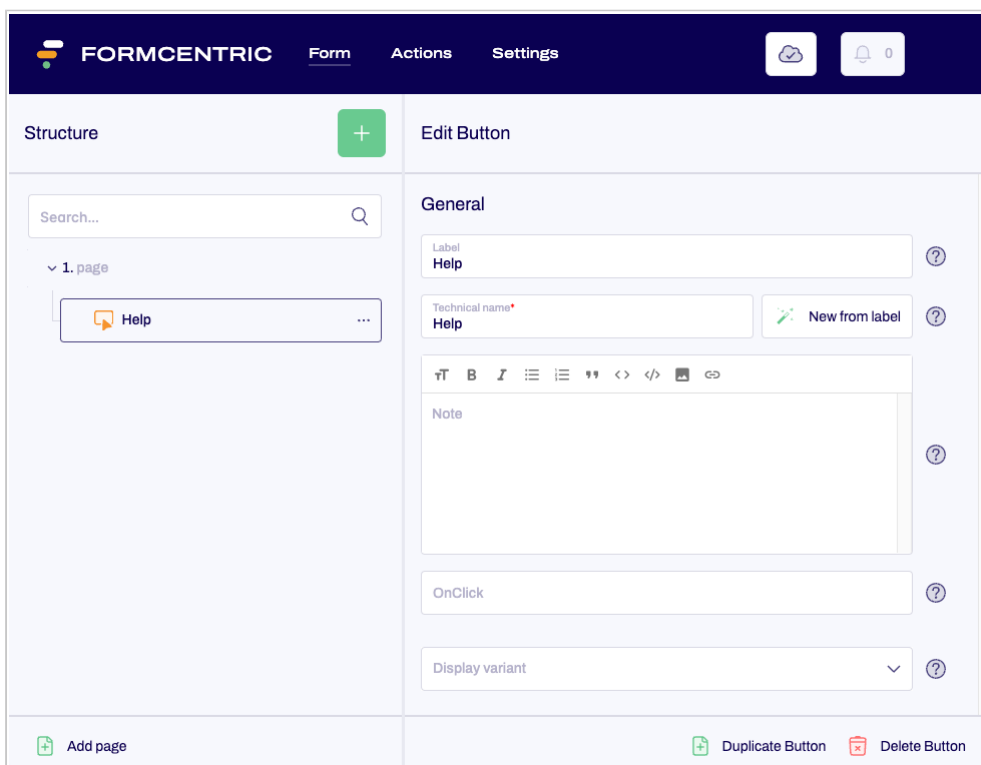 FORMCENTRIC Form Actions Settings 0
Structure
Edit Button
Search...
1. page
Help
General
Label
Help
Technical name*
Help
New from label
Note
OnClick
Display variant
Add page
Duplicate Button Delete Button